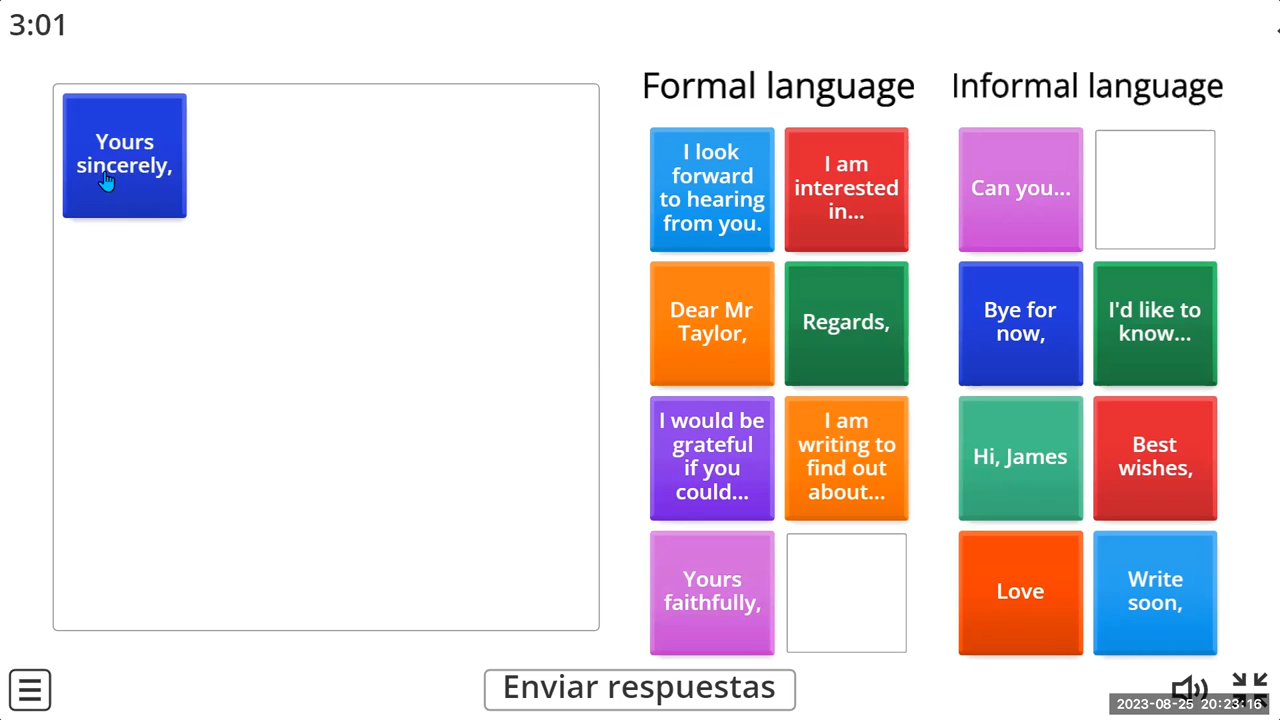 3:01
Yours
sincerely,
Formal language
Informal language
I look
forward
to hearing
from you.
I am
interested
in...
Can you...
Dear Mr
Taylor,
Regards,
Bye for
now,
I'd like to
know...
I would be
grateful
if you
could...
I am
writing to
find out
about...
Hi, James
Best
wishes,
Yours
faithfully,
Love
Write
soon,
Enviar respuestas
2023-08-25 20:23:16